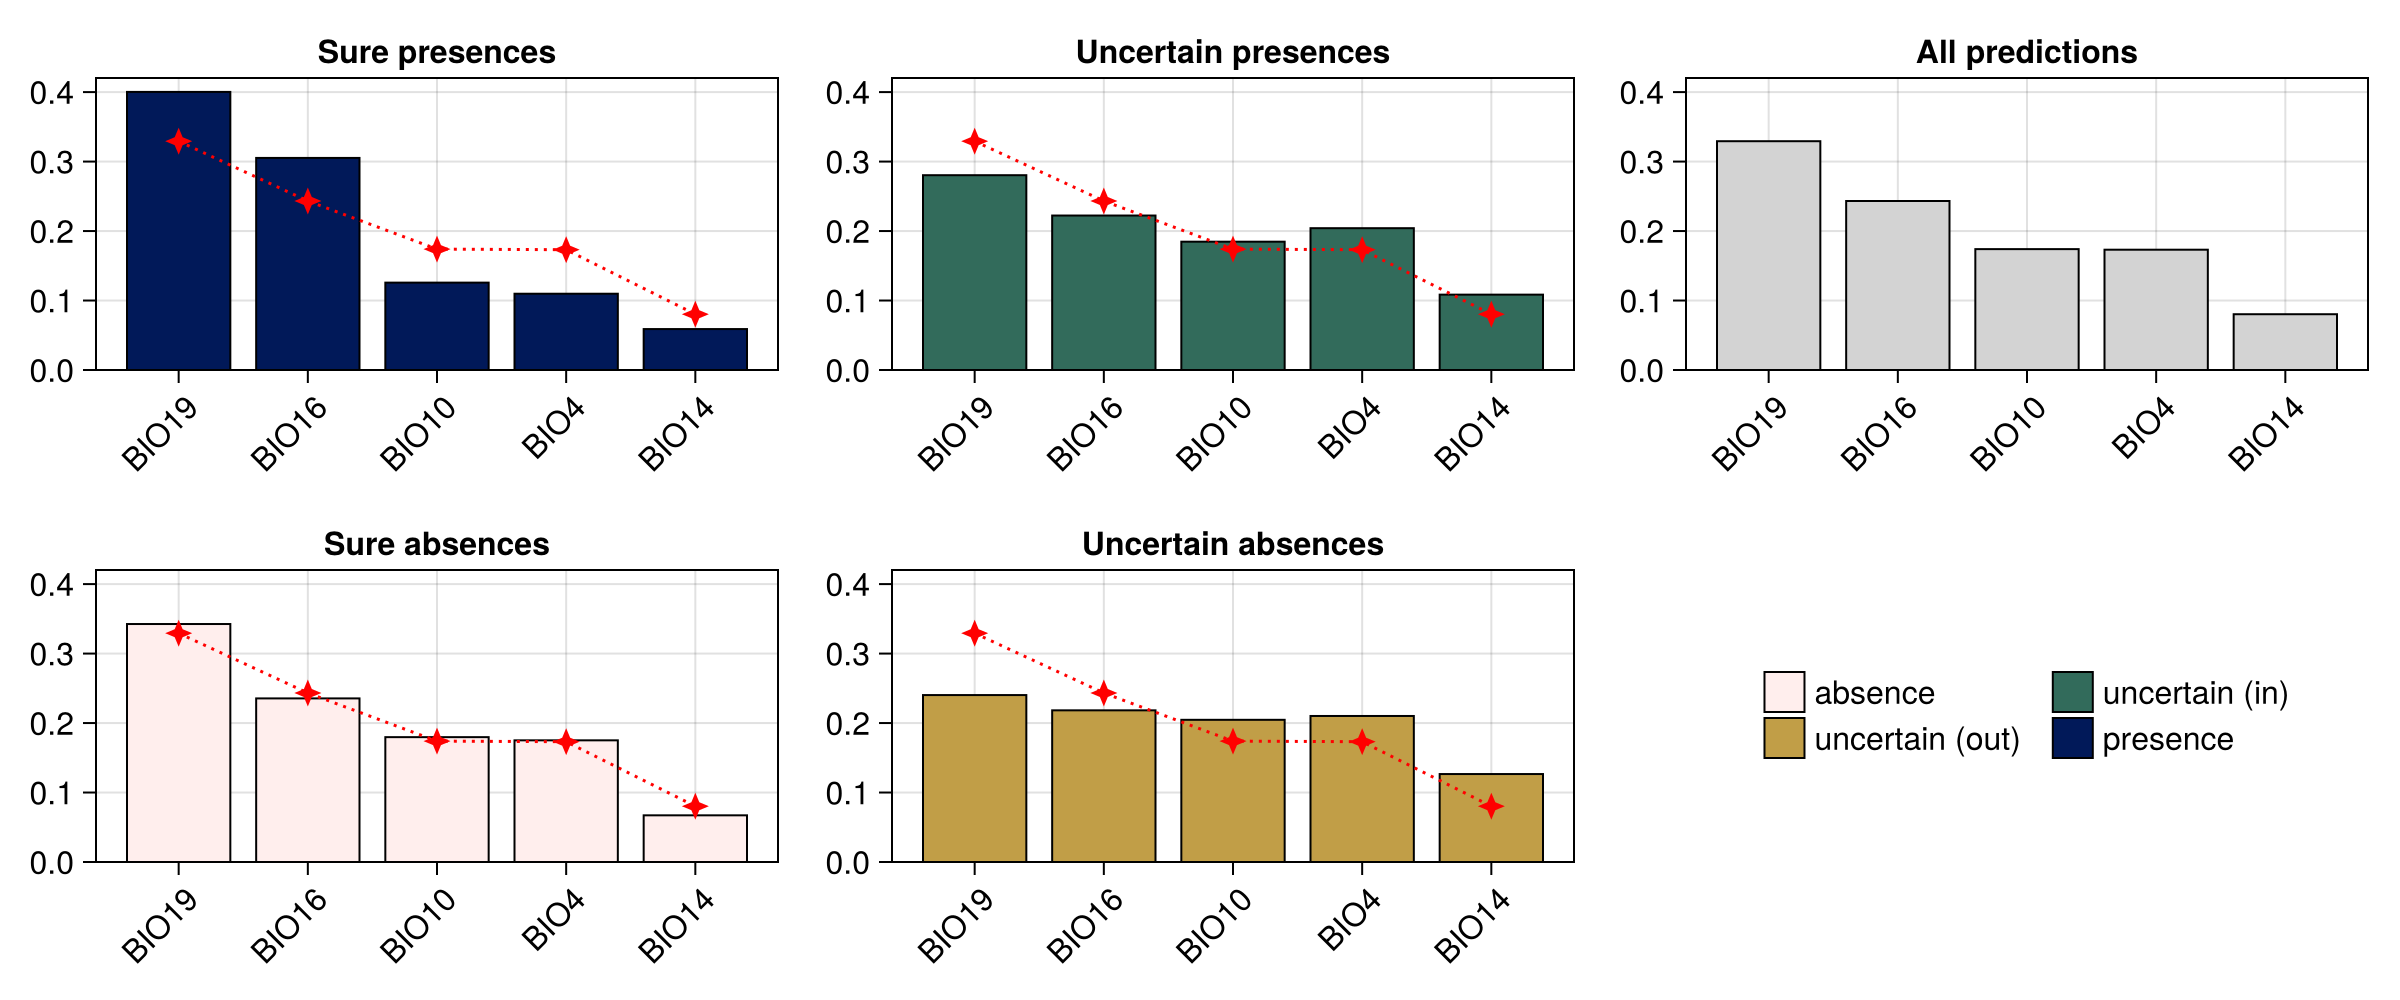 Sure presences
0.4
0.3
0.2
0.1
0.0
BIO19
BIO16
BIO10
BIO4
BIO14
Uncertain presences
0.4
0.3
0.2
0.1
0.0
BIO19
BIO16
BIO10
BIO4
BIO14
All predictions
0.4
0.3
0.2
0.1
0.0
BIO19
BIO16
BIO10
BIO4
BIO14
Sure absences
0.4
0.3
0.2
0.1
0.0
BIO19
BIO16
BIO10
BIO4
BIO14
Uncertain absences
0.4
0.3
0.2
0.1
0.0
BIO19
BIO16
BIO10
BIO4
BIO14
absence
uncertain (in)
uncertain (out)
presence